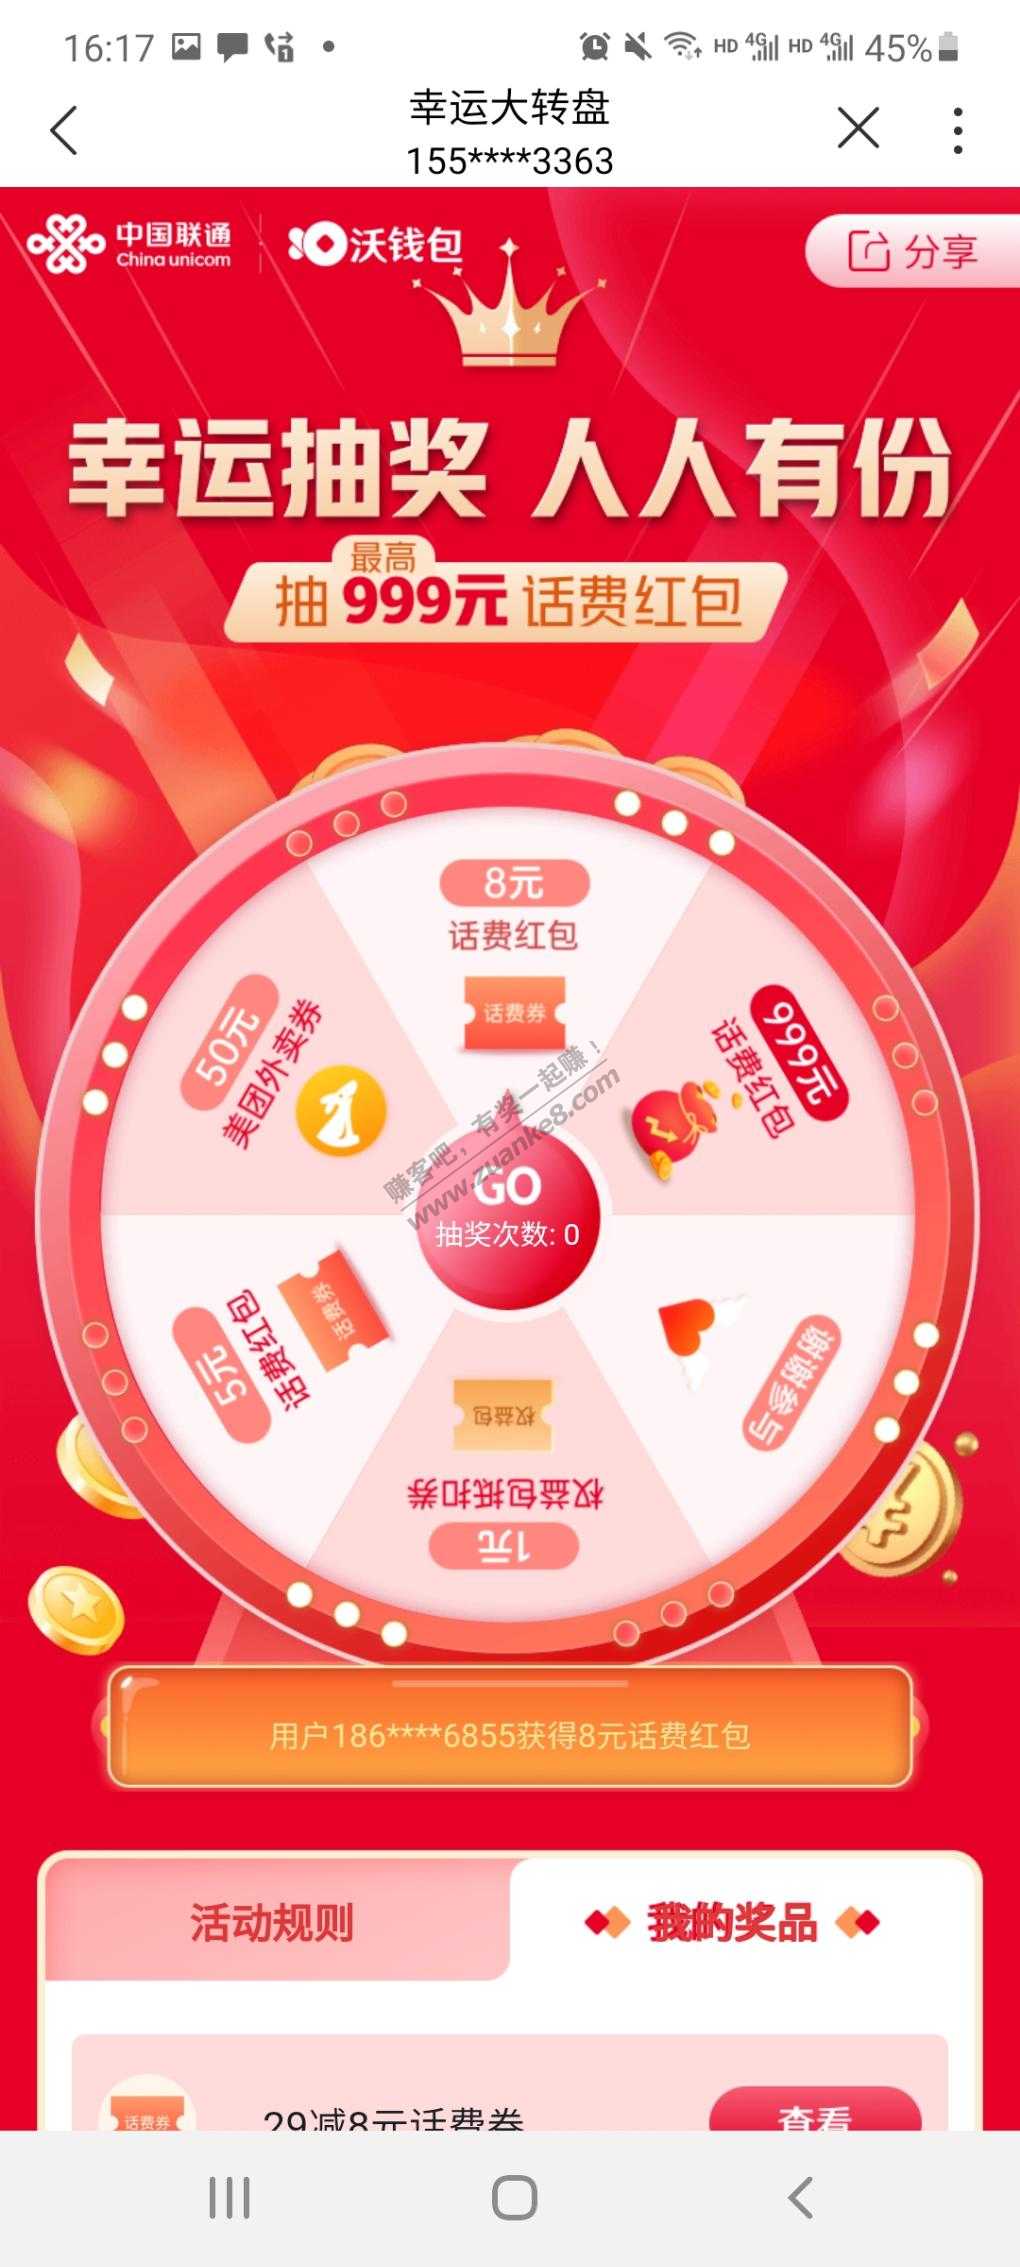 16:17
HD 4G HD 4G 45%
幸运大转盘
155****3363
中国联通
China unicom
沃钱包
分享
幸运抽奖 人人有份
最高
抽999元话费红包
8元
话费红包
话费券
999元
话费红包
50元
美团外卖券
赚客吧，有奖一起赚！
www.zuanke8.com
GO
抽奖次数: 0
5元
话费红包
话费券
谢谢参与
权益包
权益包抵扣券
1元
用户186****6855获得8元话费红包
活动规则
我的奖品
话费券
29减8元话费券
查看